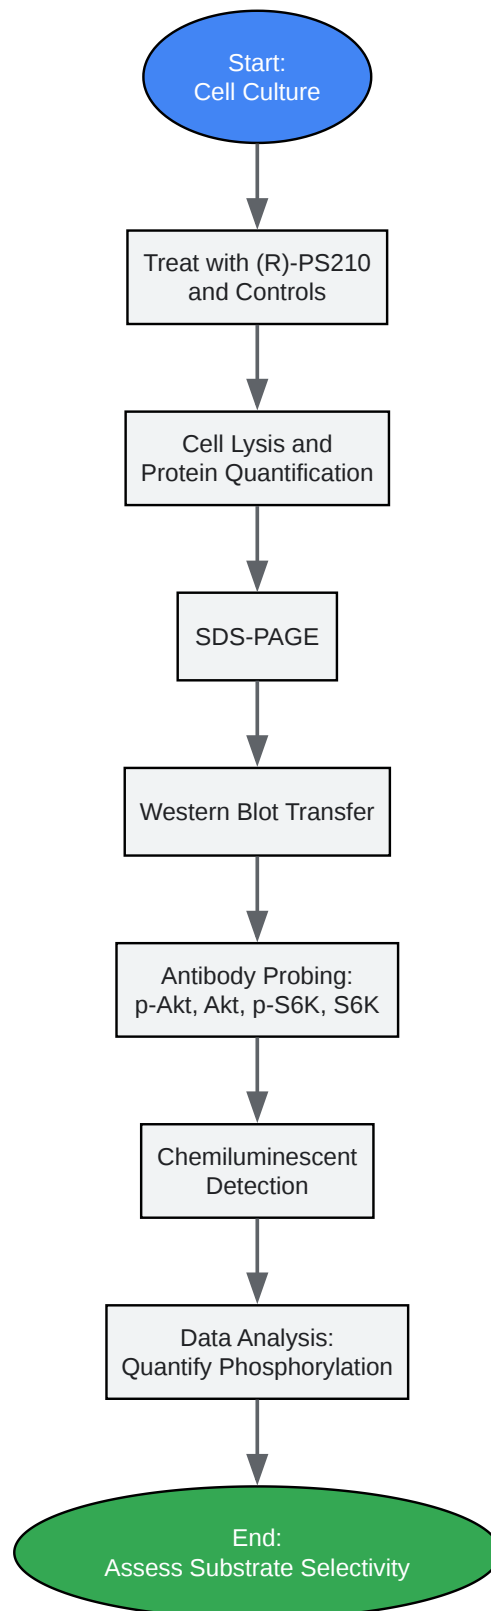 Start:
Cell Culture
Treat with (R)-PS210
and Controls
Cell Lysis and
Protein Quantification
SDS-PAGE
Western Blot Transfer
Antibody Probing:
p-Akt, Akt, p-S6K, S6K
Chemiluminescent
Detection
Data Analysis:
Quantify Phosphorylation
End:
Assess Substrate Selectivity